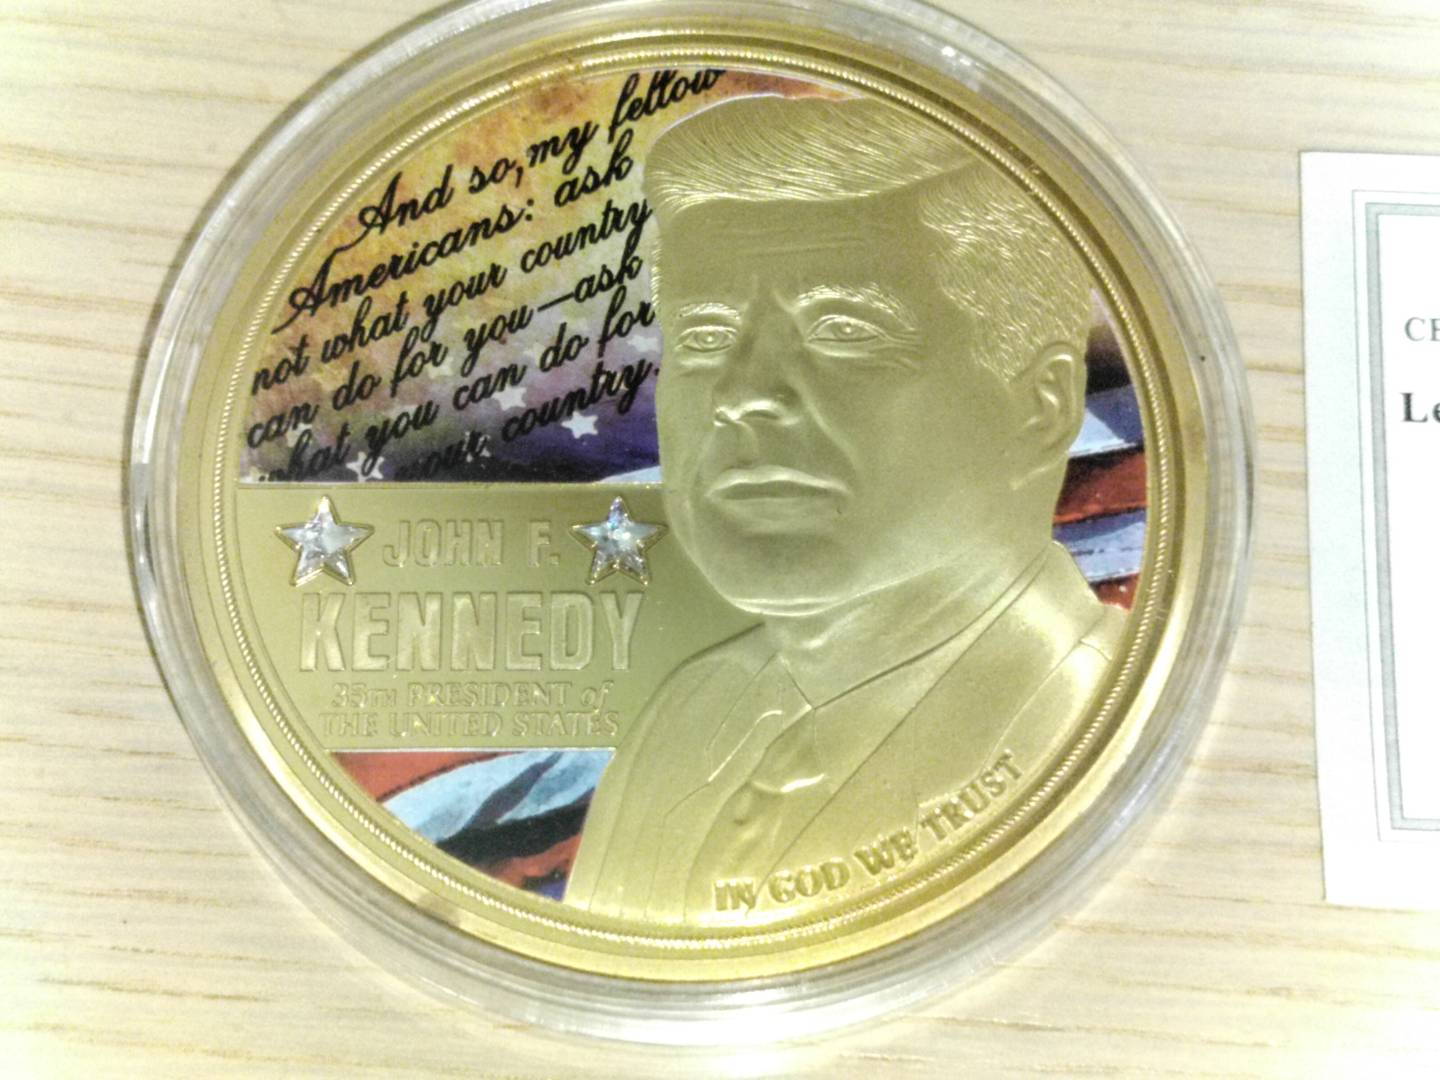 And so, my fellow
Americans: ask
not what your country
can do for you—ask
what you can do for
your country.
JOHN F.
KENNEDY
35TH PRESIDENT of
THE UNITED STATES
IN GOD WE TRUST